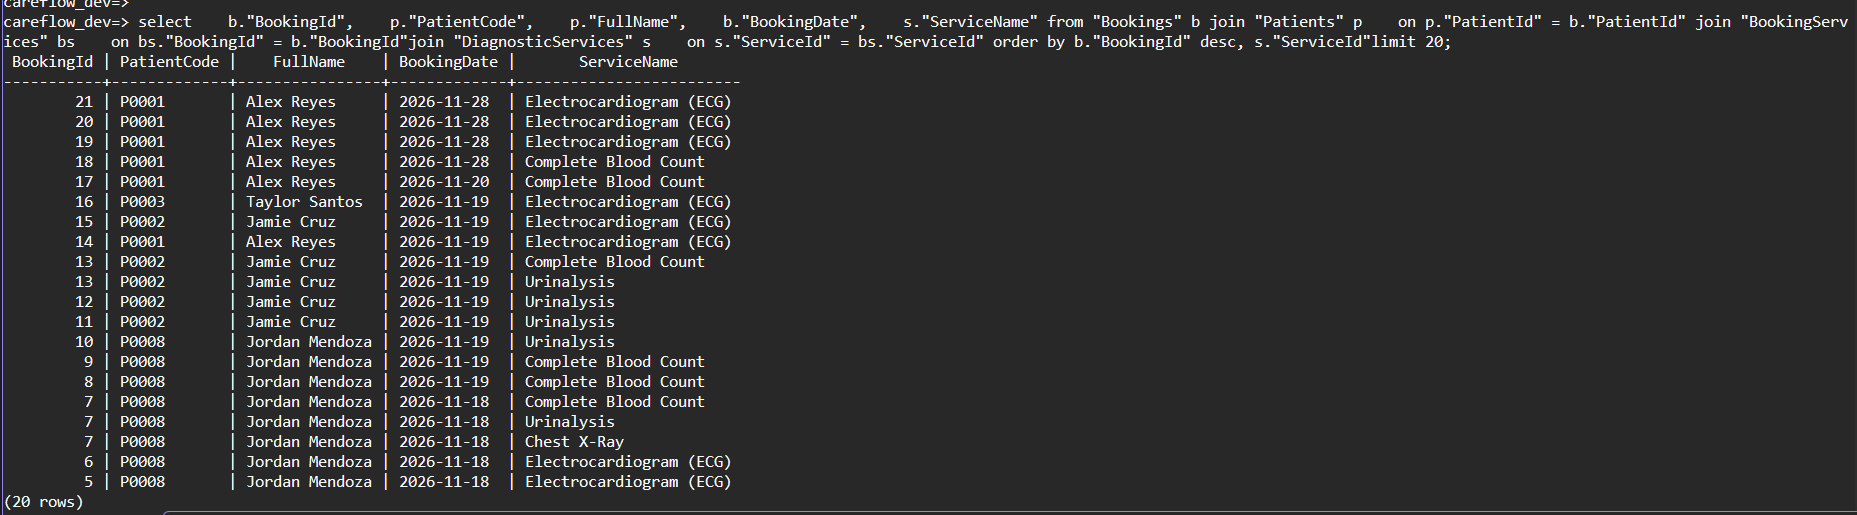 careflow_dev=>
careflow_dev=> select    b."BookingId",    p."PatientCode",    p."FullName",    b."BookingDate",    s."ServiceName" from "Bookings" b join "Patients" p    on p."PatientId" = b."PatientId" join "BookingServ
ices" bs    on bs."BookingId" = b."BookingId"join "DiagnosticServices" s    on s."ServiceId" = bs."ServiceId" order by b."BookingId" desc, s."ServiceId"limit 20;
 BookingId | PatientCode |    FullName    | BookingDate |       ServiceName
-----------+-------------+----------------+-------------+-------------------------
        21 | P0001       | Alex Reyes     | 2026-11-28  | Electrocardiogram (ECG)
        20 | P0001       | Alex Reyes     | 2026-11-28  | Electrocardiogram (ECG)
        19 | P0001       | Alex Reyes     | 2026-11-28  | Electrocardiogram (ECG)
        18 | P0001       | Alex Reyes     | 2026-11-28  | Complete Blood Count
        17 | P0001       | Alex Reyes     | 2026-11-20  | Complete Blood Count
        16 | P0003       | Taylor Santos  | 2026-11-19  | Electrocardiogram (ECG)
        15 | P0002       | Jamie Cruz     | 2026-11-19  | Electrocardiogram (ECG)
        14 | P0001       | Alex Reyes     | 2026-11-19  | Electrocardiogram (ECG)
        13 | P0002       | Jamie Cruz     | 2026-11-19  | Complete Blood Count
        13 | P0002       | Jamie Cruz     | 2026-11-19  | Urinalysis
        12 | P0002       | Jamie Cruz     | 2026-11-19  | Urinalysis
        11 | P0002       | Jamie Cruz     | 2026-11-19  | Urinalysis
        10 | P0008       | Jordan Mendoza | 2026-11-19  | Urinalysis
         9 | P0008       | Jordan Mendoza | 2026-11-19  | Complete Blood Count
         8 | P0008       | Jordan Mendoza | 2026-11-19  | Complete Blood Count
         7 | P0008       | Jordan Mendoza | 2026-11-18  | Complete Blood Count
         7 | P0008       | Jordan Mendoza | 2026-11-18  | Urinalysis
         7 | P0008       | Jordan Mendoza | 2026-11-18  | Chest X-Ray
         6 | P0008       | Jordan Mendoza | 2026-11-18  | Electrocardiogram (ECG)
         5 | P0008       | Jordan Mendoza | 2026-11-18  | Electrocardiogram (ECG)
(20 rows)